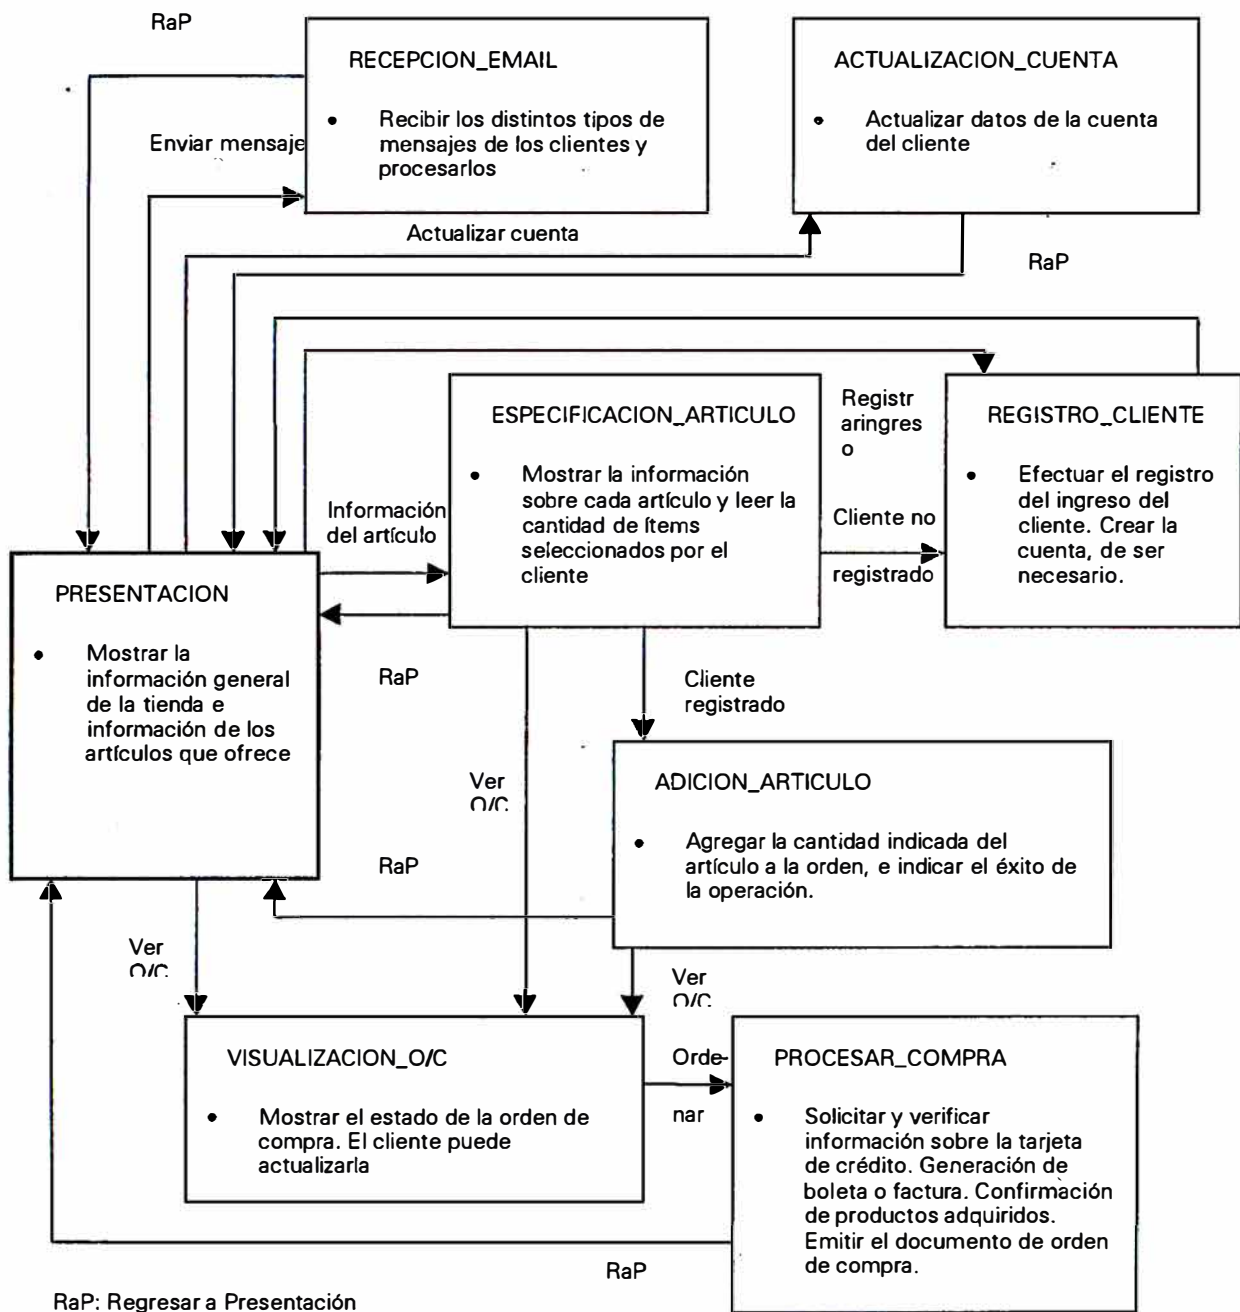 RaP
RECEPCION_EMAIL
• Recibir los distintos tipos de
mensajes de los clientes y
procesarlos
ACTUALIZACION_CUENTA
• Actualizar datos de la cuenta
del cliente
Enviar mensaje
Actualizar cuenta
RaP
ESPECIFICACION_ARTICULO
• Mostrar la información
sobre cada artículo y leer la
cantidad de ítems
seleccionados por el
cliente
Registr
aringres
o
REGISTRO_CLIENTE
• Efectuar el registro
del ingreso del
cliente. Crear la
cuenta, de ser
necesario.
Información
del artículo
Cliente no
registrado
PRESENTACION
• Mostrar la
información general
de la tienda e
información de los
artículos que ofrece
RaP
Cliente
registrado
Ver
O/C
ADICION_ARTICULO
• Agregar la cantidad indicada del
artículo a la orden, e indicar el éxito de
la operación.
RaP
Ver
O/C
Ver
O/C
VISUALIZACION_O/C
• Mostrar el estado de la orden de
compra. El cliente puede
actualizarla
Orde-
nar
PROCESAR_COMPRA
• Solicitar y verificar
información sobre la tarjeta
de crédito. Generación de
boleta o factura. Confirmación
de productos adquiridos.
Emitir el documento de orden
de compra.
RaP
RaP: Regresar a Presentación